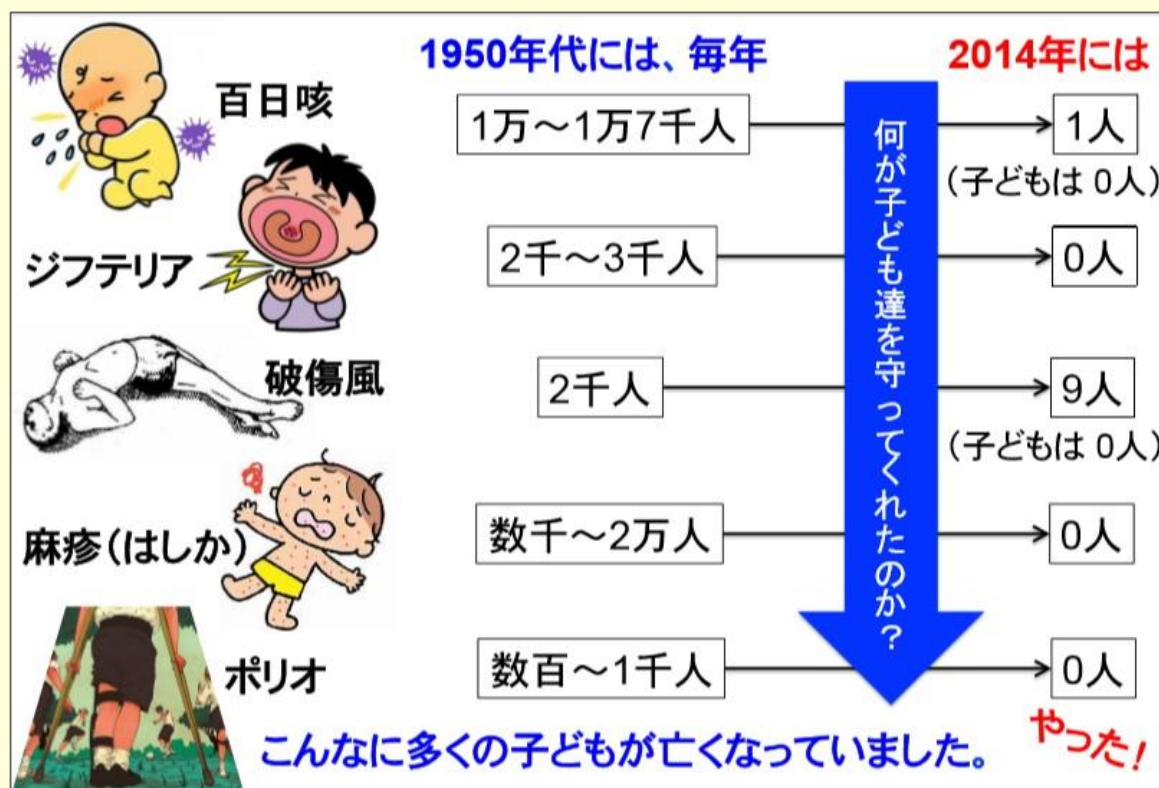 1950年代には、毎年
2014年には
百日咳
1万～1万7千人
1人
(子どもは 0人)
ジフテリア
2千～3千人
0人
破傷風
2千人
9人
(子どもは 0人)
麻疹(はしか)
数千～2万人
0人
ポリオ
数百～1千人
0人
何が子ども達を守ってくれたのか?
こんなに多くの子どもが亡くなっていました。
やった!